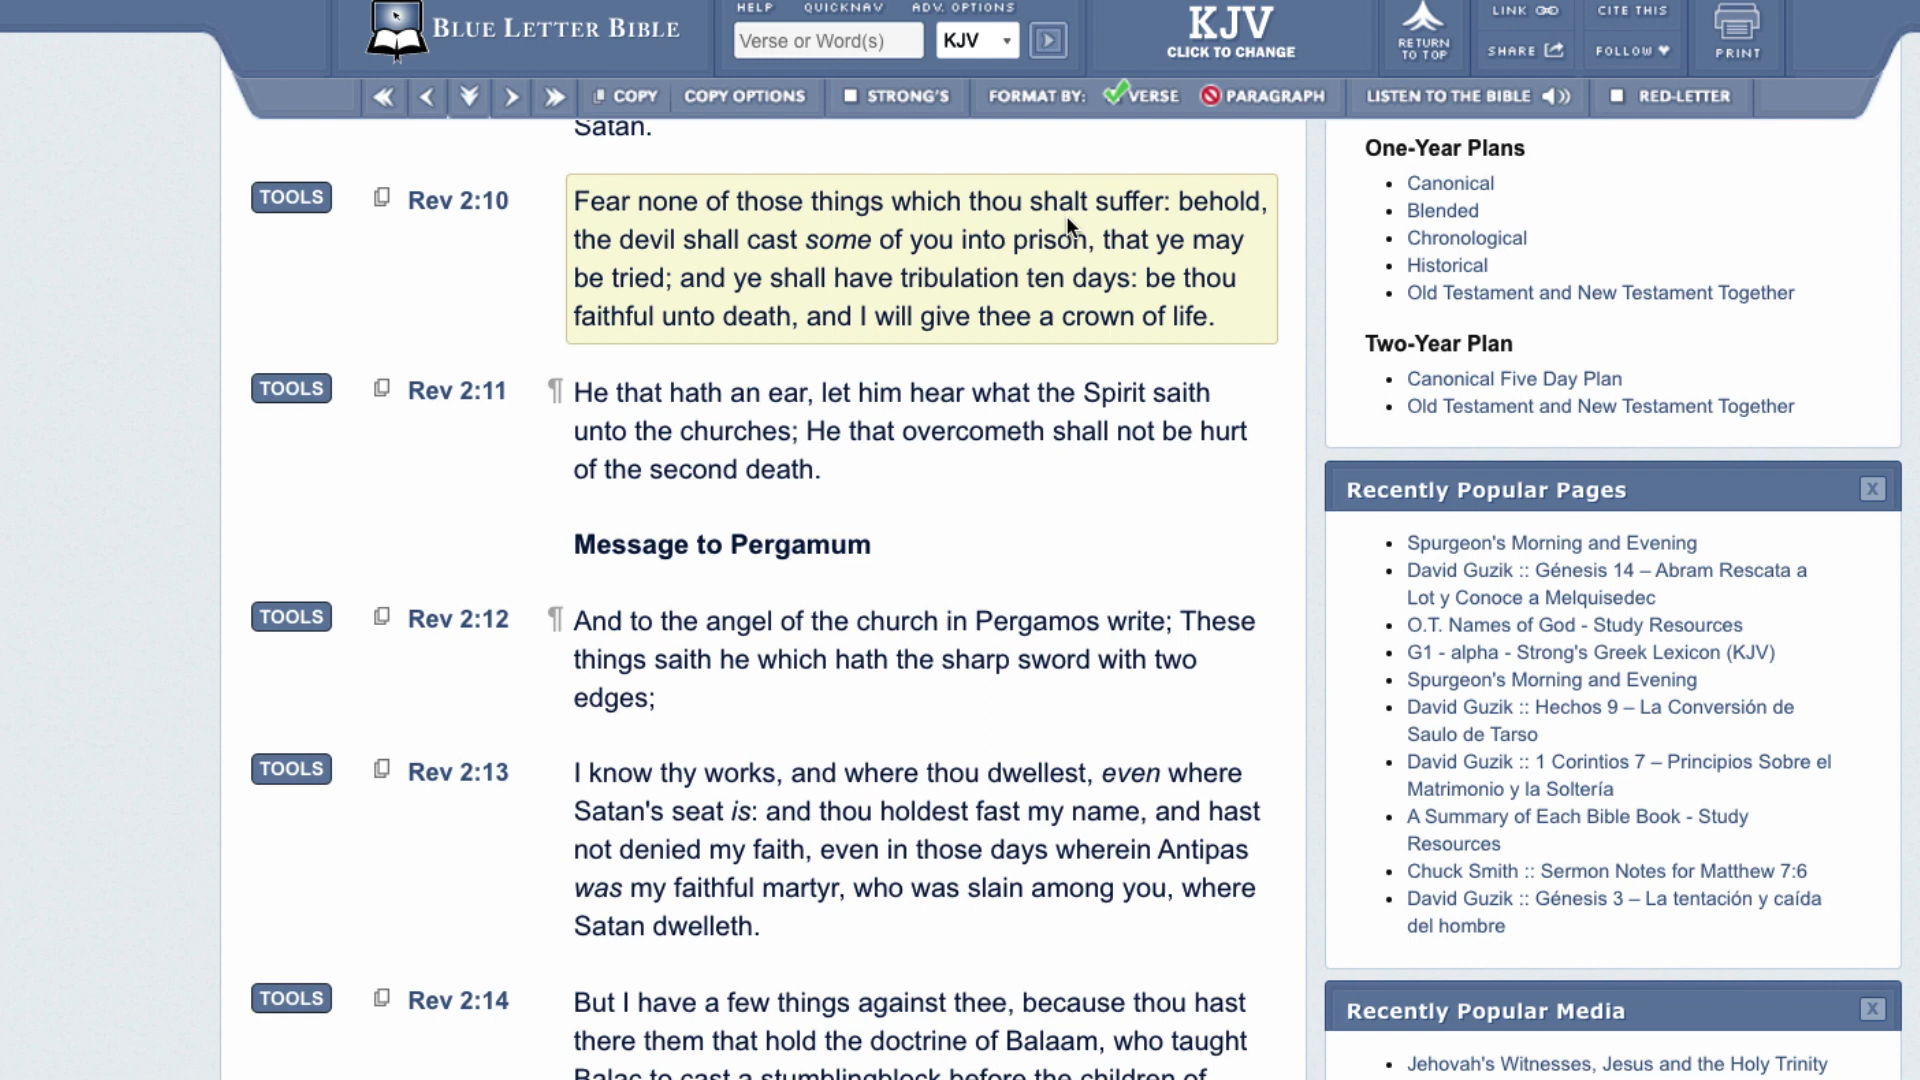 BLUE LETTER BIBLE
HELP QUICKNAV ADV. OPTIONS
Verse or Word(s)
KJV
KJV
CLICK TO CHANGE
RETURN
TO TOP
LINK
CITE THIS
SHARE
FOLLOW
PRINT
COPY
COPY OPTIONS
STRONG'S
FORMAT BY:
VERSE
PARAGRAPH
LISTEN TO THE BIBLE
RED-LETTER
Satan.
TOOLS
Rev 2:10
Fear none of those things which thou shalt suffer: behold,
the devil shall cast some of you into prison, that ye may
be tried; and ye shall have tribulation ten days: be thou
faithful unto death, and I will give thee a crown of life.
TOOLS
Rev 2:11
¶ He that hath an ear, let him hear what the Spirit saith
unto the churches; He that overcometh shall not be hurt
of the second death.
Message to Pergamum
TOOLS
Rev 2:12
¶ And to the angel of the church in Pergamos write; These
things saith he which hath the sharp sword with two
edges;
TOOLS
Rev 2:13
I know thy works, and where thou dwellest, even where
Satan's seat is: and thou holdest fast my name, and hast
not denied my faith, even in those days wherein Antipas
was my faithful martyr, who was slain among you, where
Satan dwelleth.
TOOLS
Rev 2:14
But I have a few things against thee, because thou hast
there them that hold the doctrine of Balaam, who taught
Balac to cast a stumblingblock before the children of
One-Year Plans
• Canonical
• Blended
• Chronological
• Historical
• Old Testament and New Testament Together
Two-Year Plan
• Canonical Five Day Plan
• Old Testament and New Testament Together
Recently Popular Pages
X
• Spurgeon's Morning and Evening
• David Guzik :: Génesis 14 – Abram Rescata a
Lot y Conoce a Melquisedec
• O.T. Names of God - Study Resources
• G1 - alpha - Strong's Greek Lexicon (KJV)
• Spurgeon's Morning and Evening
• David Guzik :: Hechos 9 – La Conversión de
Saulo de Tarso
• David Guzik :: 1 Corintios 7 – Principios Sobre el
Matrimonio y la Soltería
• A Summary of Each Bible Book - Study
Resources
• Chuck Smith :: Sermon Notes for Matthew 7:6
• David Guzik :: Génesis 3 – La tentación y caída
del hombre
Recently Popular Media
X
• Jehovah's Witnesses, Jesus and the Holy Trinity